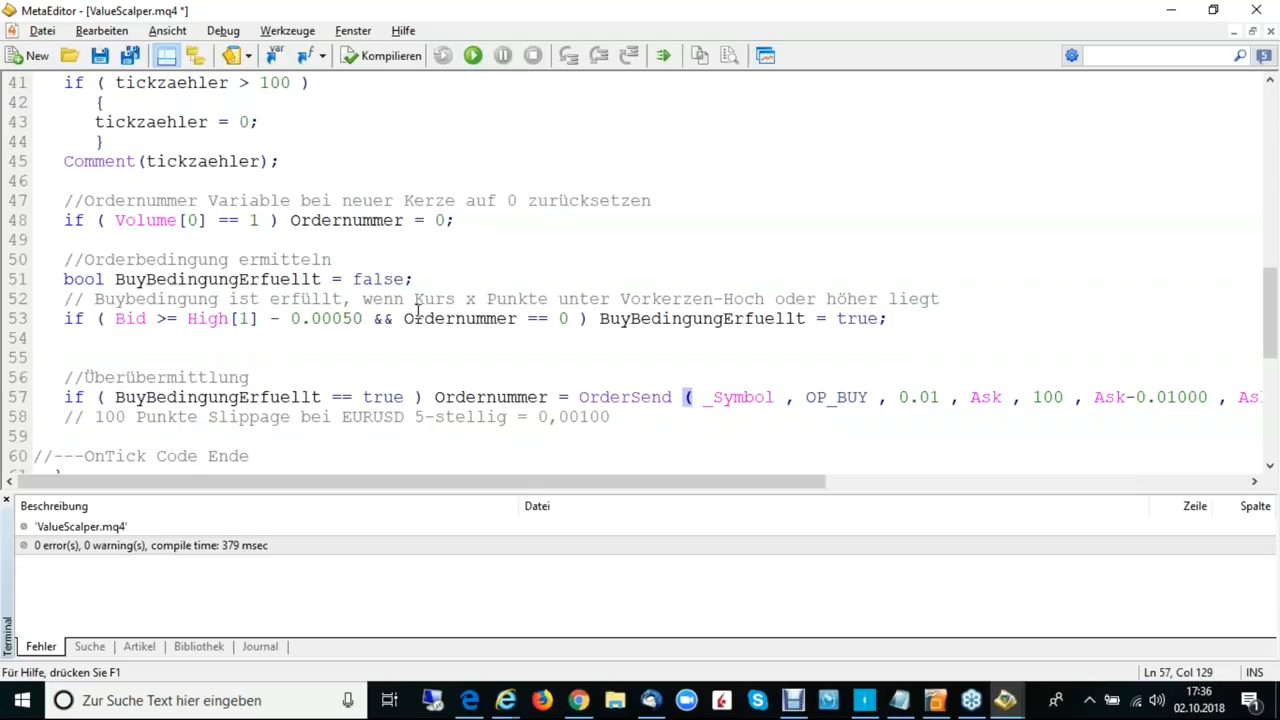 MetaEditor - [ValueScalper.mq4 *]
Datei Bearbeiten Ansicht Debug Werkzeuge Fenster Hilfe
New var Kompilieren 5
41 if ( tickzaehler > 100 )
42 {
43 tickzaehler = 0;
44 }
45 Comment(tickzaehler);
46
47 //Ordernummer Variable bei neuer Kerze auf 0 zurücksetzen
48 if ( Volume[0] == 1 ) Ordernummer = 0;
49
50 //Orderbedingung ermitteln
51 bool BuyBedingungErfuellt = false;
52 // Buybedingung ist erfüllt, wenn Kurs x Punkte unter Vorkerzen-Hoch oder höher liegt
53 if ( Bid >= High[1] - 0.00050 && Ordernummer == 0 ) BuyBedingungErfuellt = true;
54
55
56 //Überübermittlung
57 if ( BuyBedingungErfuellt == true ) Ordernummer = OrderSend ( _Symbol , OP_BUY , 0.01 , Ask , 100 , Ask-0.01000 , As
58 // 100 Punkte Slippage bei EURUSD 5-stellig = 0,00100
59
60 //---OnTick Code Ende
Beschreibung Datei Zeile Spalte
'ValueScalper.mq4'
0 error(s), 0 warning(s), compile time: 379 msec
Terminal
Fehler Suche Artikel Bibliothek Journal
Für Hilfe, drücken Sie F1 Ln 57, Col 129 INS
Zur Suche Text hier eingeben
17:36
02.10.2018